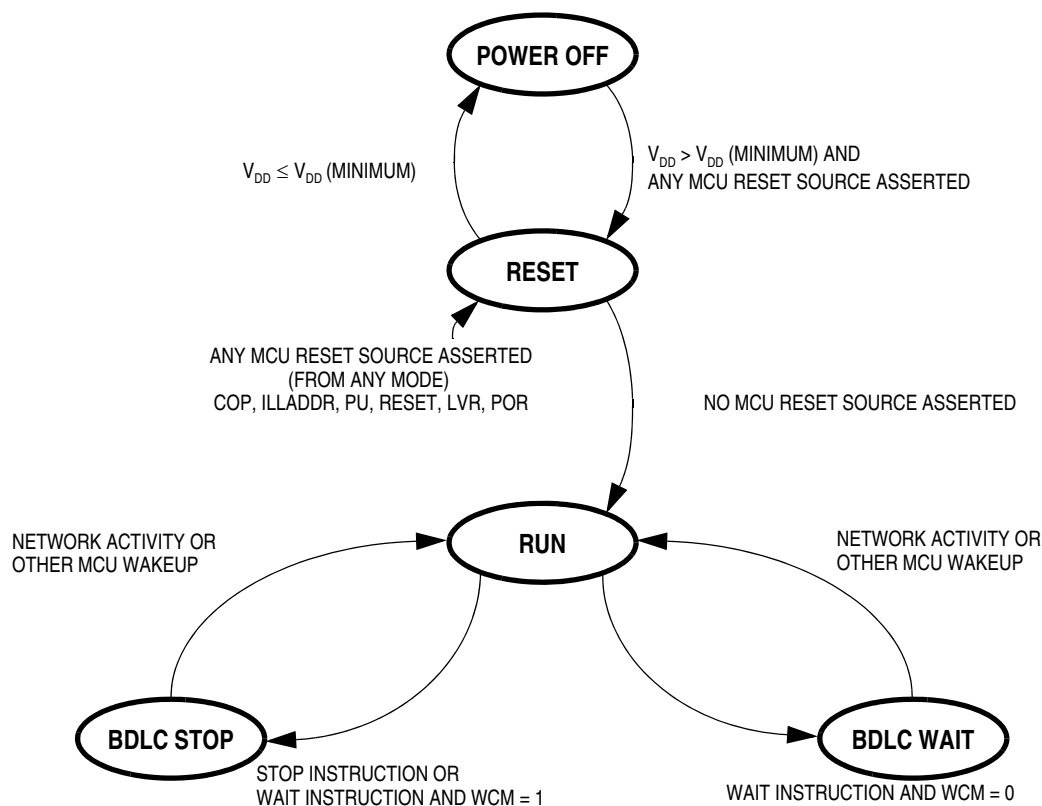 POWER OFF
V_DD ≤ V_DD (MINIMUM)
V_DD > V_DD (MINIMUM) AND
ANY MCU RESET SOURCE ASSERTED
RESET
ANY MCU RESET SOURCE ASSERTED
(FROM ANY MODE)
COP, ILLADDR, PU, RESET, LVR, POR
NO MCU RESET SOURCE ASSERTED
NETWORK ACTIVITY OR
OTHER MCU WAKEUP
RUN
NETWORK ACTIVITY OR
OTHER MCU WAKEUP
BDLC STOP
BDLC WAIT
STOP INSTRUCTION OR
WAIT INSTRUCTION AND WCM = 1
WAIT INSTRUCTION AND WCM = 0